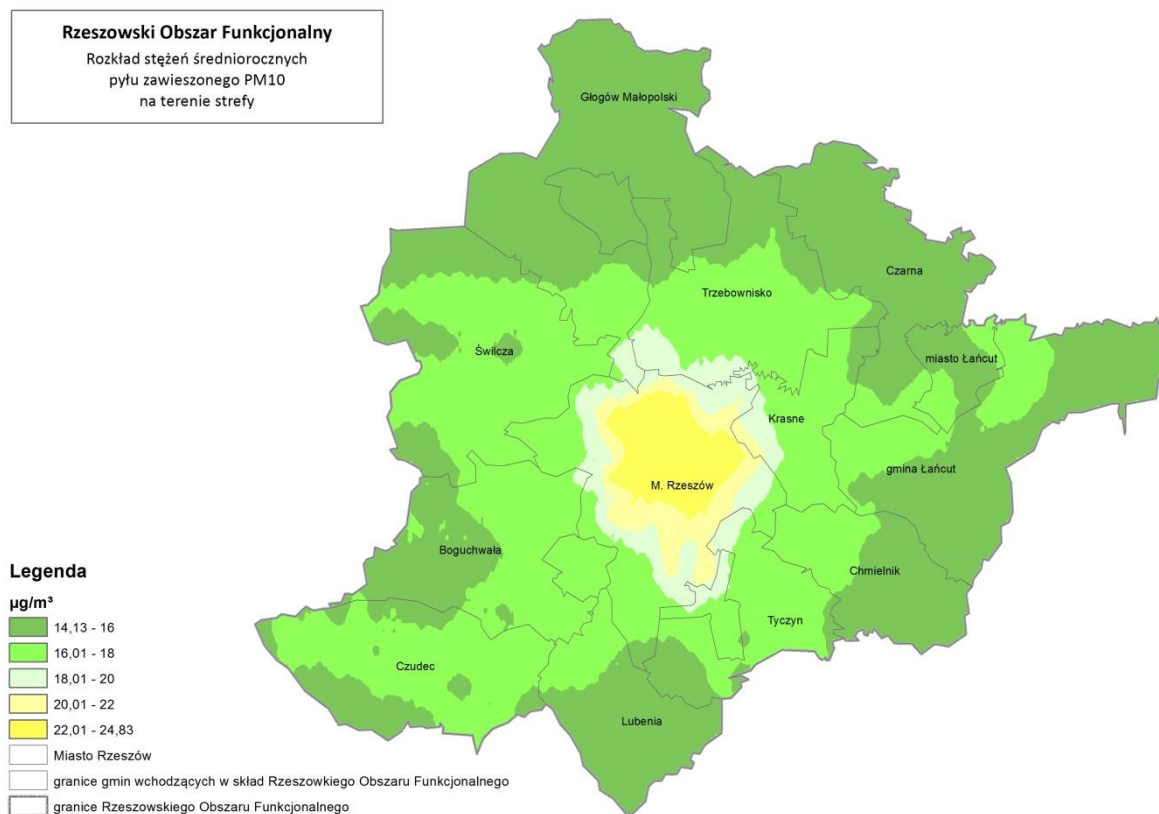 Rzeszowski Obszar Funkcjonalny
Rozkład stężeń średniorocznych
pyłu zawieszonego PM10
na terenie strefy
Głogów Małopolski
Czarna
Trzebownisko
Świlcza
miasto Łańcut
Krasne
gmina Łańcut
M. Rzeszów
Boguchwała
Chmielnik
Tyczyn
Czudec
Lubenia
Legenda
µg/m³
14,13 - 16
16,01 - 18
18,01 - 20
20,01 - 22
22,01 - 24,83
Miasto Rzeszów
granice gmin wchodzących w skład Rzeszowkiego Obszaru Funkcjonalnego
granice Rzeszowskiego Obszaru Funkcjonalnego